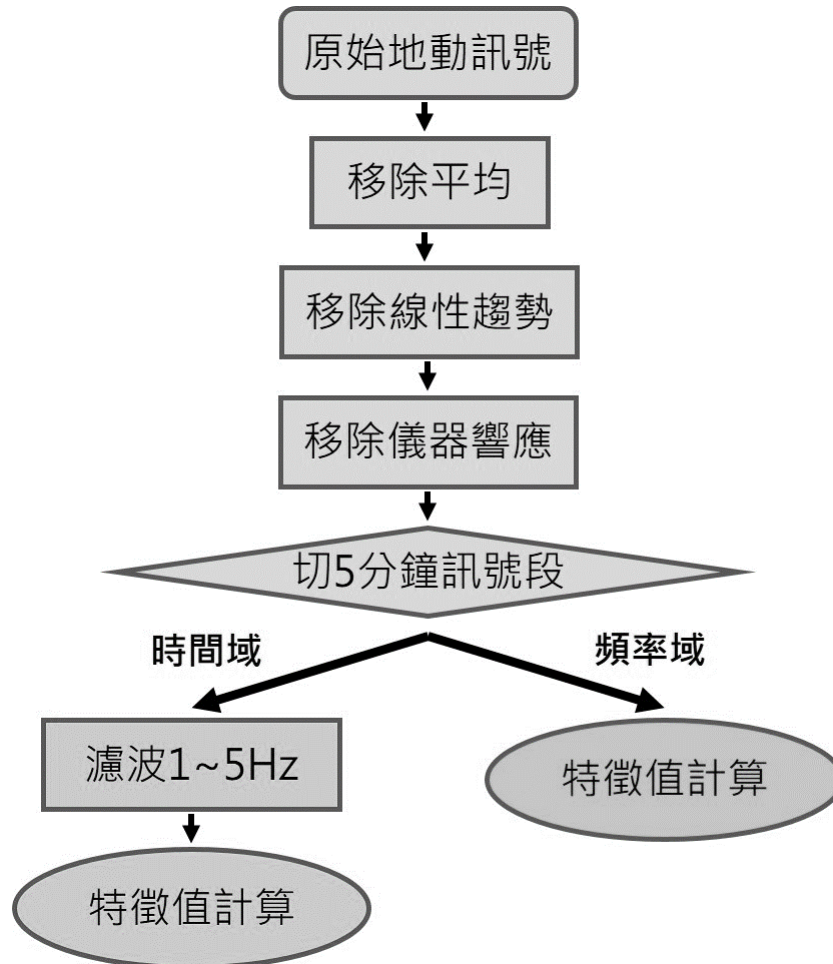 原始地動訊號
移除平均
移除線性趨勢
移除儀器響應
切5分鐘訊號段
時間域
頻率域
濾波1~5Hz
特徵值計算
特徵值計算